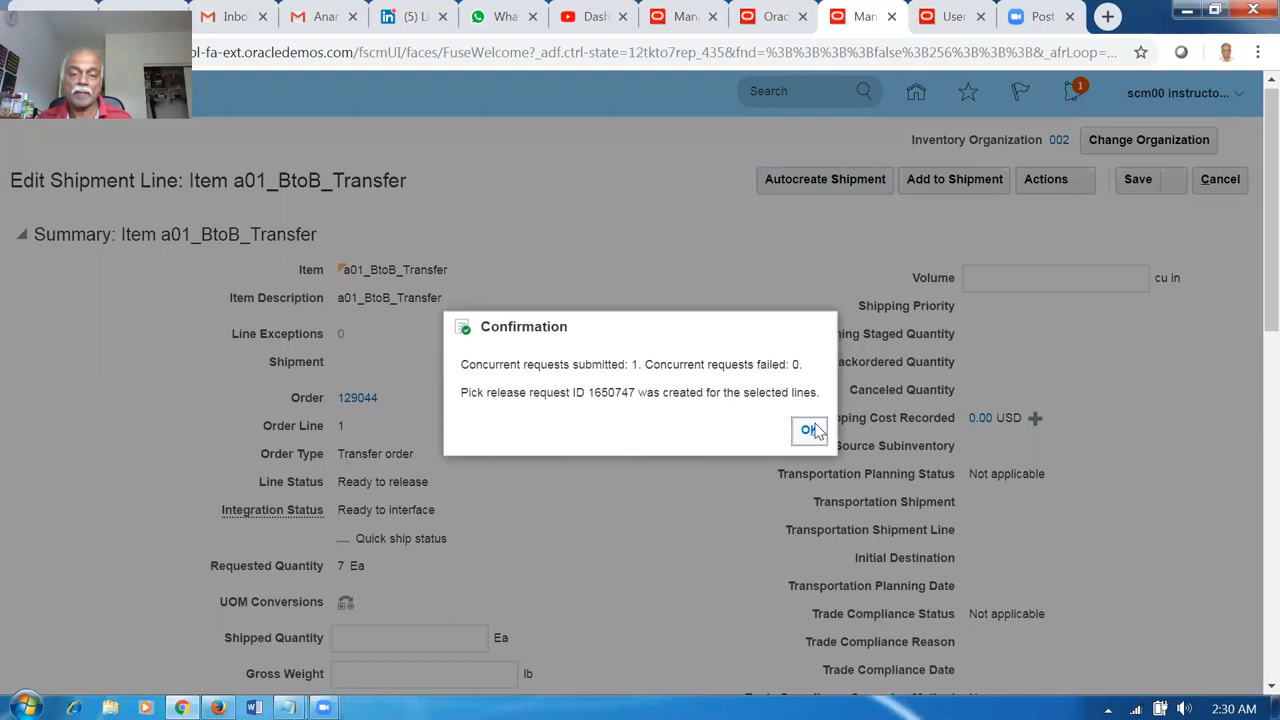 Inbo
Anar
(5) Li
Wha
Dash
Man
Orac
Man
User
Post
ol-fa-ext.oracledemos.com/fscmUI/faces/FuseWelcome?_adf.ctrl-state=12tkto7rep_435&fnd=%3B%3B%3B%3Bfalse%3B256%3B%3B%3B&_afrLoop=...
Search
1
scm00 instructo...
Inventory Organization 002 Change Organization
Edit Shipment Line: Item a01_BtoB_Transfer
Autocreate Shipment Add to Shipment Actions Save Cancel
Summary: Item a01_BtoB_Transfer
Item a01_BtoB_Transfer
Item Description a01_BtoB_Transfer
Line Exceptions 0
Shipment
Order 129044
Order Line 1
Order Type Transfer order
Line Status Ready to release
Integration Status Ready to interface
Quick ship status
Requested Quantity 7 Ea
UOM Conversions
Shipped Quantity Ea
Gross Weight lb
Confirmation
Concurrent requests submitted: 1. Concurrent requests failed: 0.
Pick release request ID 1650747 was created for the selected lines.
OK
Volume cu in
Shipping Priority
ning Staged Quantity
ackordered Quantity
Canceled Quantity
pping Cost Recorded 0.00 USD
Source Subinventory
Transportation Planning Status Not applicable
Transportation Shipment
Transportation Shipment Line
Initial Destination
Transportation Planning Date
Trade Compliance Status Not applicable
Trade Compliance Reason
Trade Compliance Date
2:30 AM